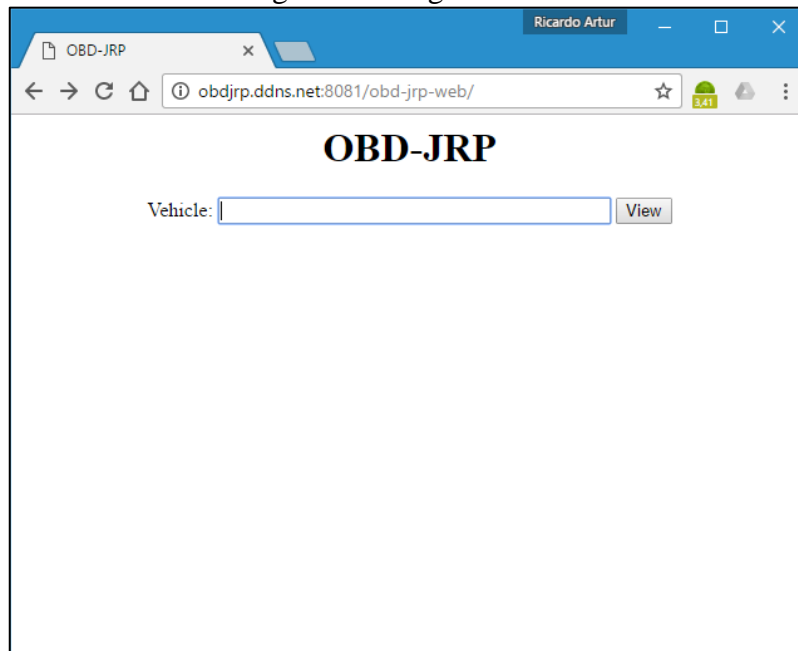 Ricardo Artur
OBD-JRP
obdjrp.ddns.net:8081/obd-jrp-web/
3,41
OBD-JRP
Vehicle:
View